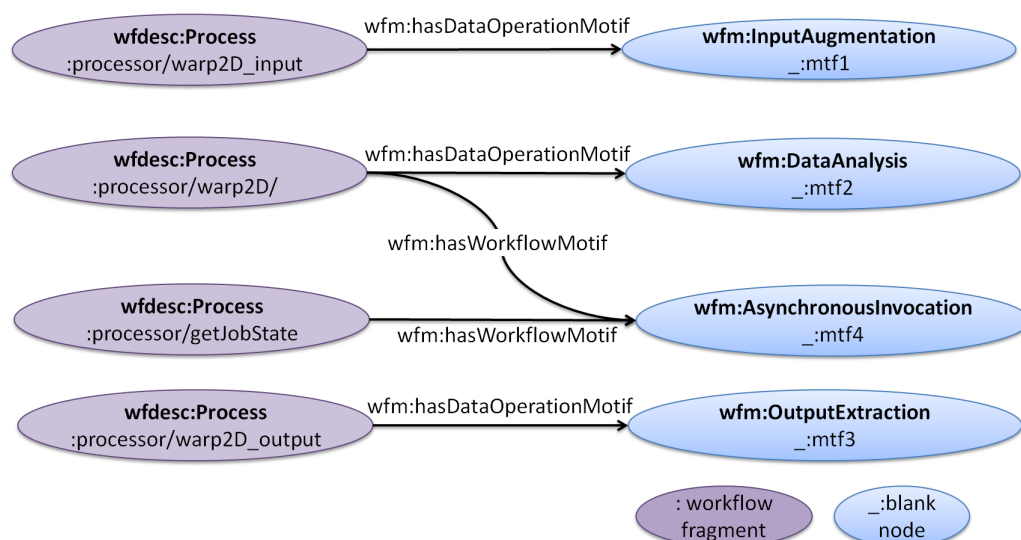 wfdesc:Process
:processor/warp2D_input
wfm:hasDataOperationMotif
wfm:InputAugmentation
_:mtf1
wfdesc:Process
:processor/warp2D/
wfm:hasDataOperationMotif
wfm:DataAnalysis
_:mtf2
wfm:hasWorkflowMotif
wfdesc:Process
:processor/getJobState
wfm:hasWorkflowMotif
wfm:AsynchronousInvocation
_:mtf4
wfdesc:Process
:processor/warp2D_output
wfm:hasDataOperationMotif
wfm:OutputExtraction
_:mtf3
: workflow
fragment
_:blank
node